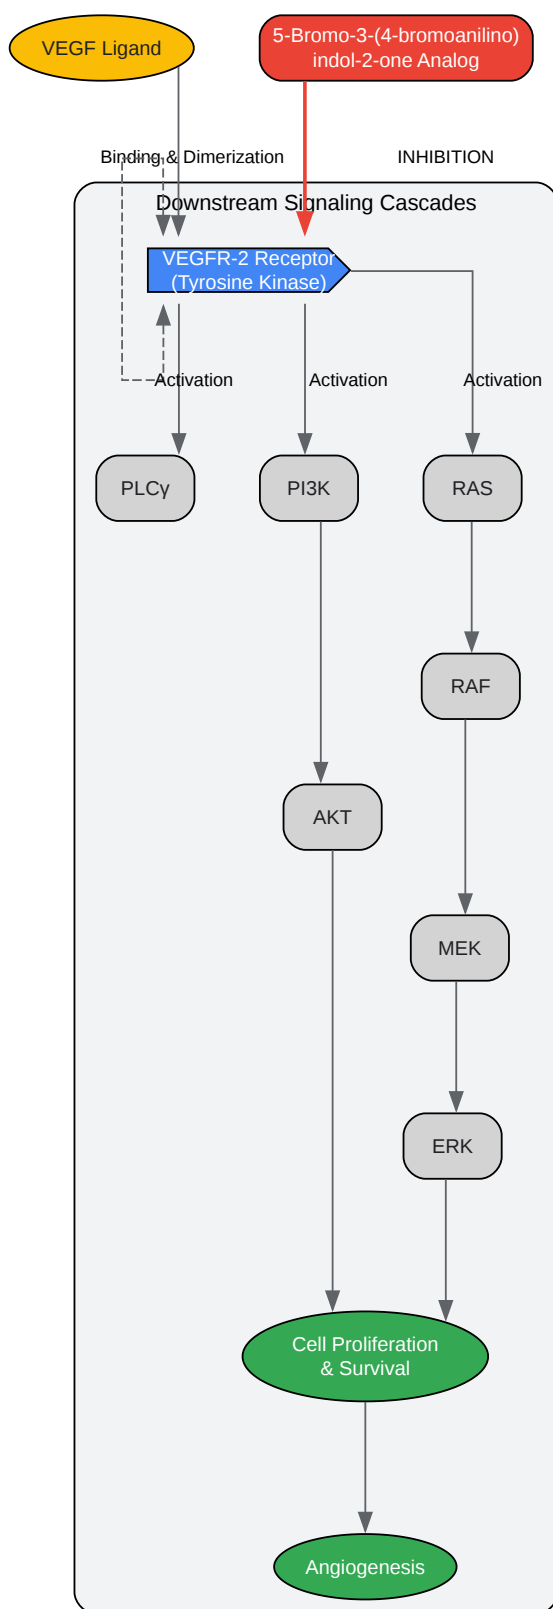 VEGF Ligand
5-Bromo-3-(4-bromoanilino)
indol-2-one Analog
Binding & Dimerization
INHIBITION
Downstream Signaling Cascades
VEGFR-2 Receptor
(Tyrosine Kinase)
Activation
Activation
Activation
PLCγ
PI3K
RAS
RAF
AKT
MEK
ERK
Cell Proliferation
& Survival
Angiogenesis